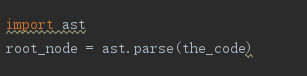 import ast
root_node = ast.parse(the_code)